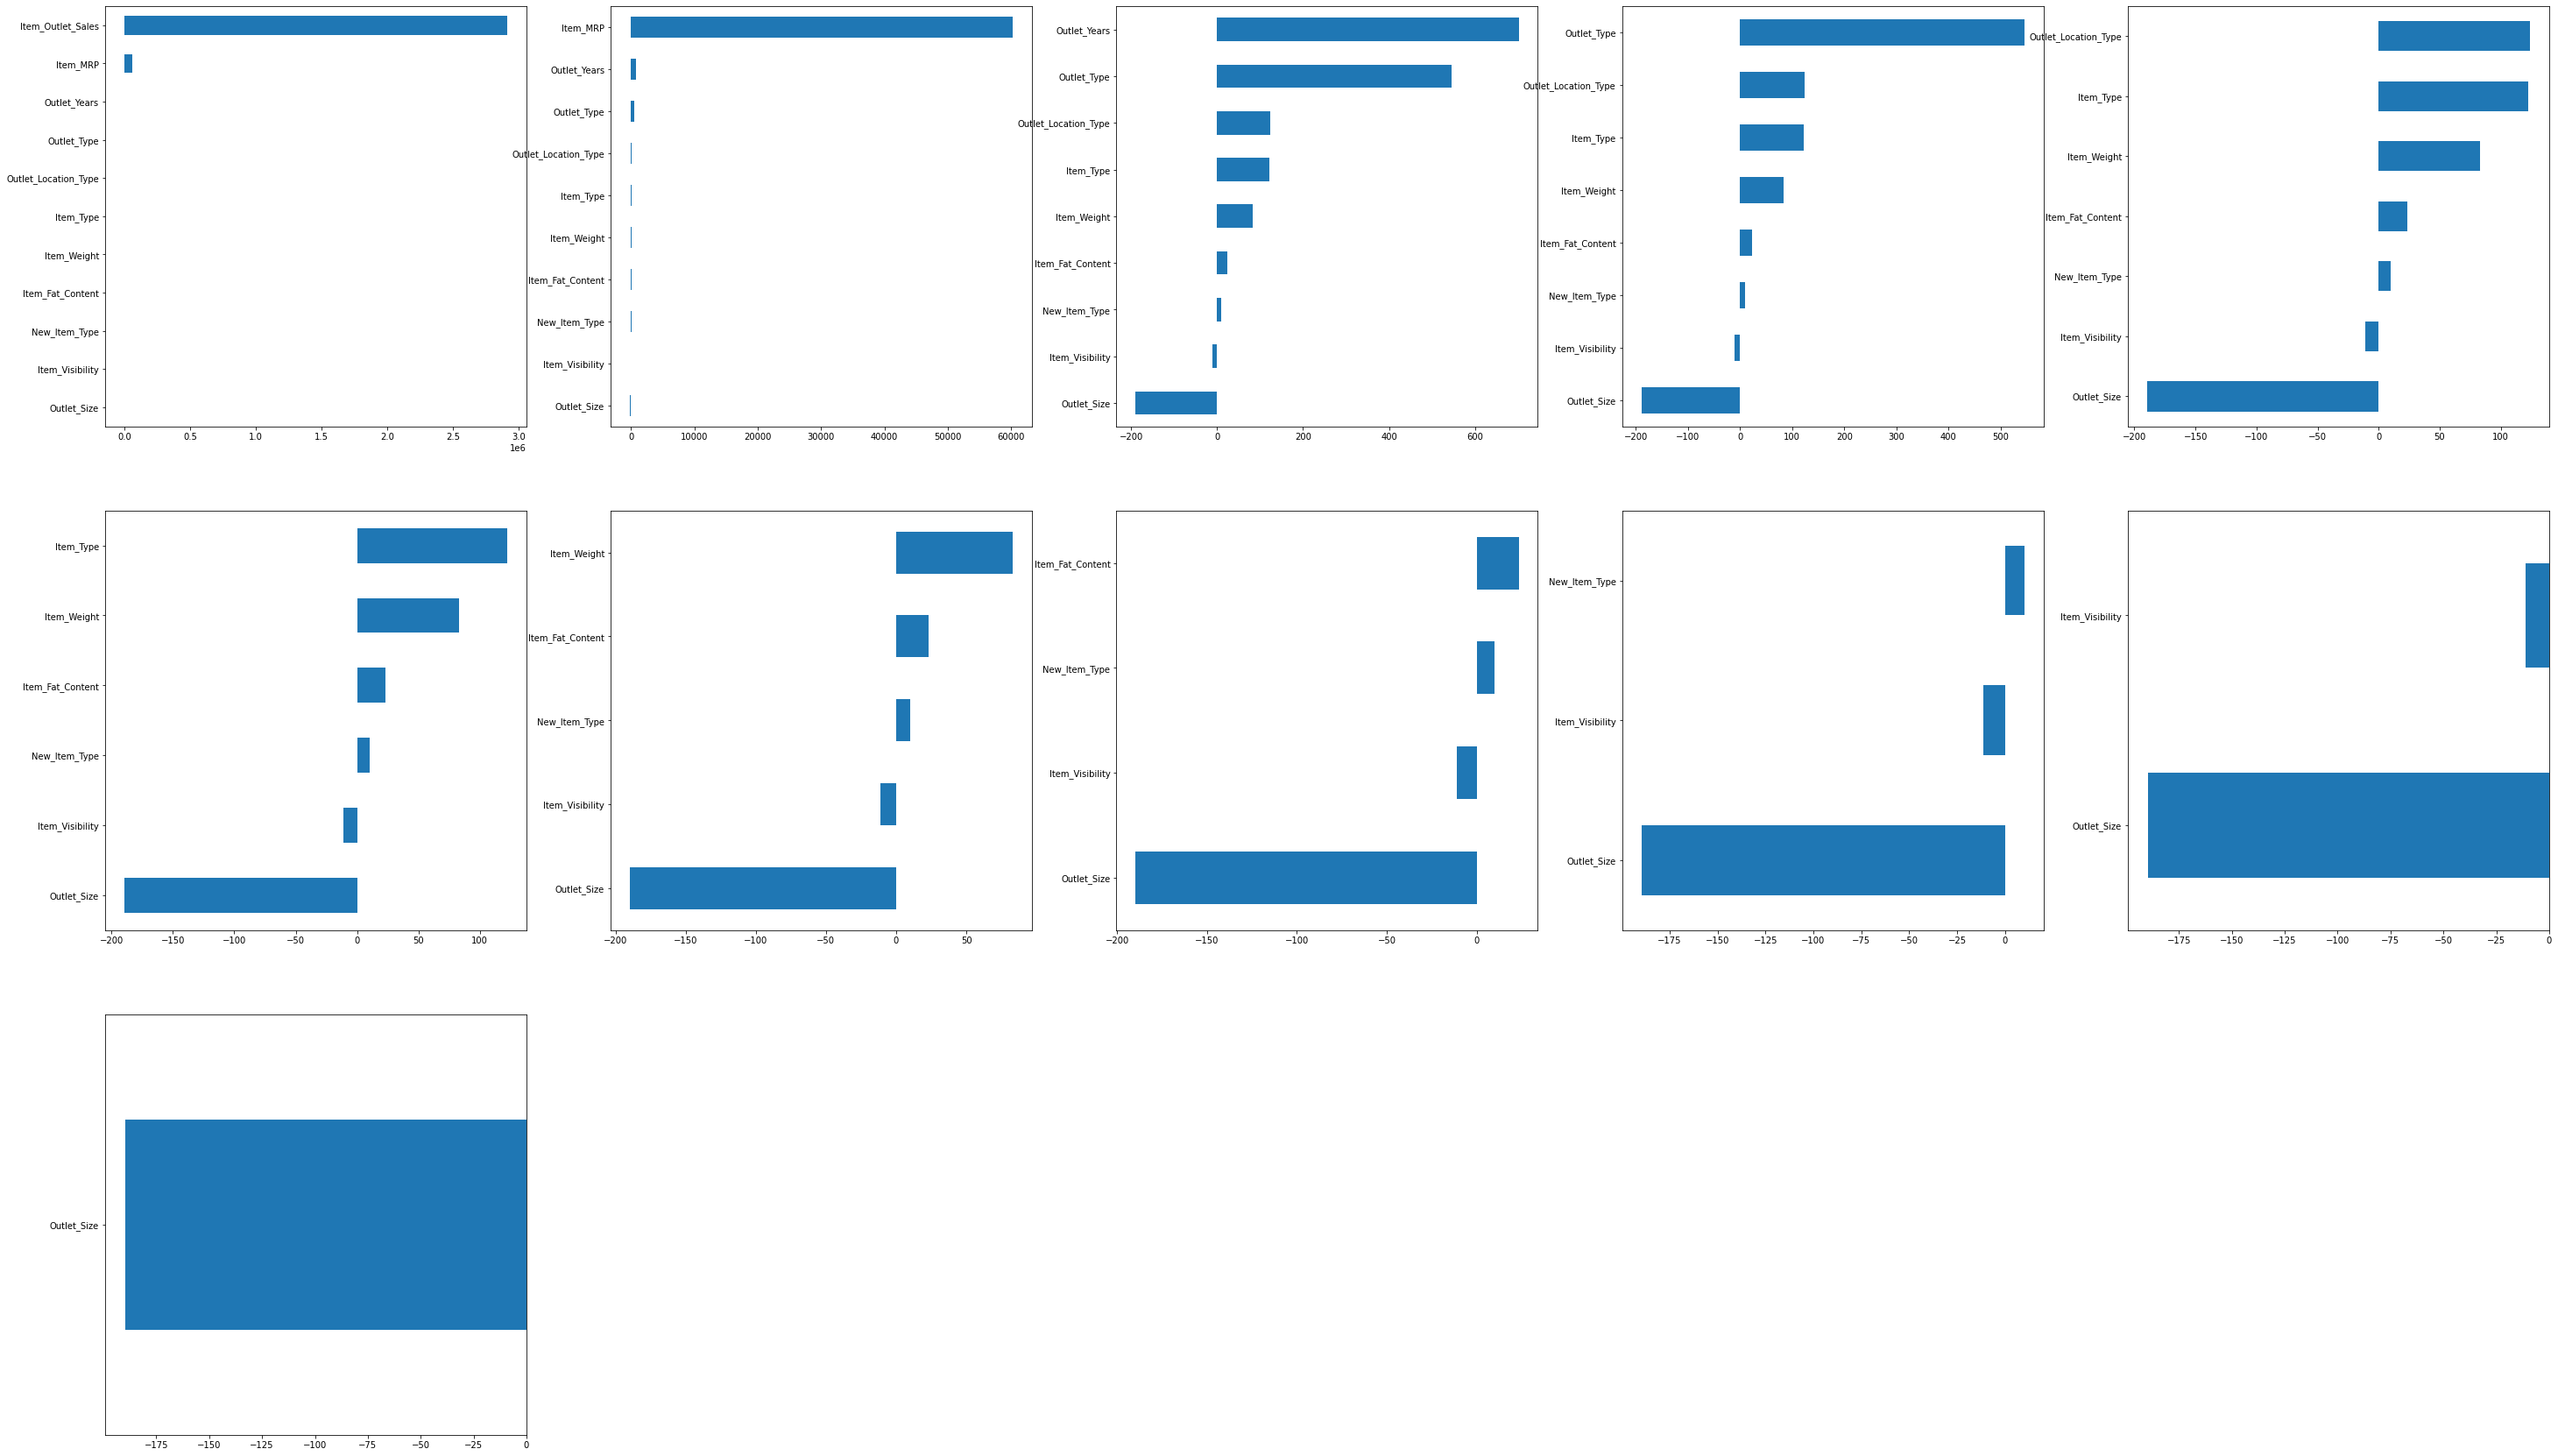 Item_Outlet_Sales
Item_MRP
Outlet_Years
Outlet_Type
Outlet_Location_Type
Item_Type
Item_Weight
Item_Fat_Content
New_Item_Type
Item_Visibility
Outlet_Size
0.0 0.5 1.0 1.5 2.0 2.5 3.0
1e6
Item_MRP
Outlet_Years
Outlet_Type
Outlet_Location_Type
Item_Type
Item_Weight
Item_Fat_Content
New_Item_Type
Item_Visibility
Outlet_Size
0 10000 20000 30000 40000 50000 60000
Outlet_Years
Outlet_Type
Outlet_Location_Type
Item_Type
Item_Weight
Item_Fat_Content
New_Item_Type
Item_Visibility
Outlet_Size
−200 0 200 400 600
Outlet_Type
Outlet_Location_Type
Item_Type
Item_Weight
Item_Fat_Content
New_Item_Type
Item_Visibility
Outlet_Size
−200 −100 0 100 200 300 400 500
Outlet_Location_Type
Item_Type
Item_Weight
Item_Fat_Content
New_Item_Type
Item_Visibility
Outlet_Size
−200 −150 −100 −50 0 50 100
Item_Type
Item_Weight
Item_Fat_Content
New_Item_Type
Item_Visibility
Outlet_Size
−200 −150 −100 −50 0 50 100
Item_Weight
Item_Fat_Content
New_Item_Type
Item_Visibility
Outlet_Size
−200 −150 −100 −50 0 50
Item_Fat_Content
New_Item_Type
Item_Visibility
Outlet_Size
−200 −150 −100 −50 0
New_Item_Type
Item_Visibility
Outlet_Size
−175 −150 −125 −100 −75 −50 −25 0
Item_Visibility
Outlet_Size
−175 −150 −125 −100 −75 −50 −25 0
Outlet_Size
−175 −150 −125 −100 −75 −50 −25 0